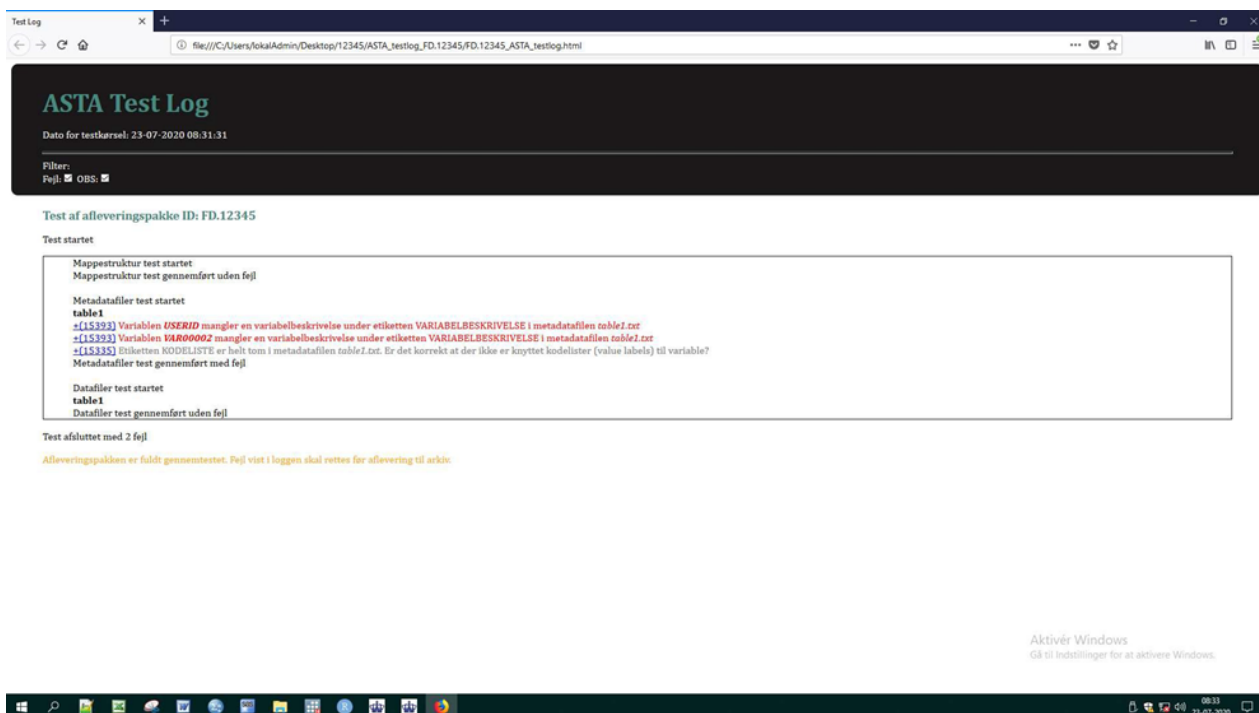 Test Log
file:///C:/Users/lokalAdmin/Desktop/12345/ASTA_testlog_FD.12345/FD.12345_ASTA_testlog.html
ASTA Test Log
Dato for testkørsel: 23-07-2020 08:31:31
Filter:
Fejl: OBS:
Test af afleveringspakke ID: FD.12345
Test startet
Mappestruktur test startet
Mappestruktur test gennemført uden fejl
Metadatafiler test startet
table1
+(15393) Variablen USERID mangler en variabelbeskrivelse under etiketten VARIABELBESKRIVELSE i metadatafilen table1.txt
+(15393) Variablen VAR00002 mangler en variabelbeskrivelse under etiketten VARIABELBESKRIVELSE i metadatafilen table1.txt
+(15335) Etiketten KODELISTE er helt tom i metadatafilen table1.txt. Er det korrekt at der ikke er knyttet kodelister (value labels) til variable?
Metadatafiler test gennemført med fejl
Datafiler test startet
table1
Datafiler test gennemført uden fejl
Test afsluttet med 2 fejl
Afleveringspakken er fuldt gennemtestet. Fejl vist i loggen skal rettes før aflevering til arkiv.
Aktivér Windows
Gå til Indstillinger for at aktivere Windows.
08:33
23-07-2020